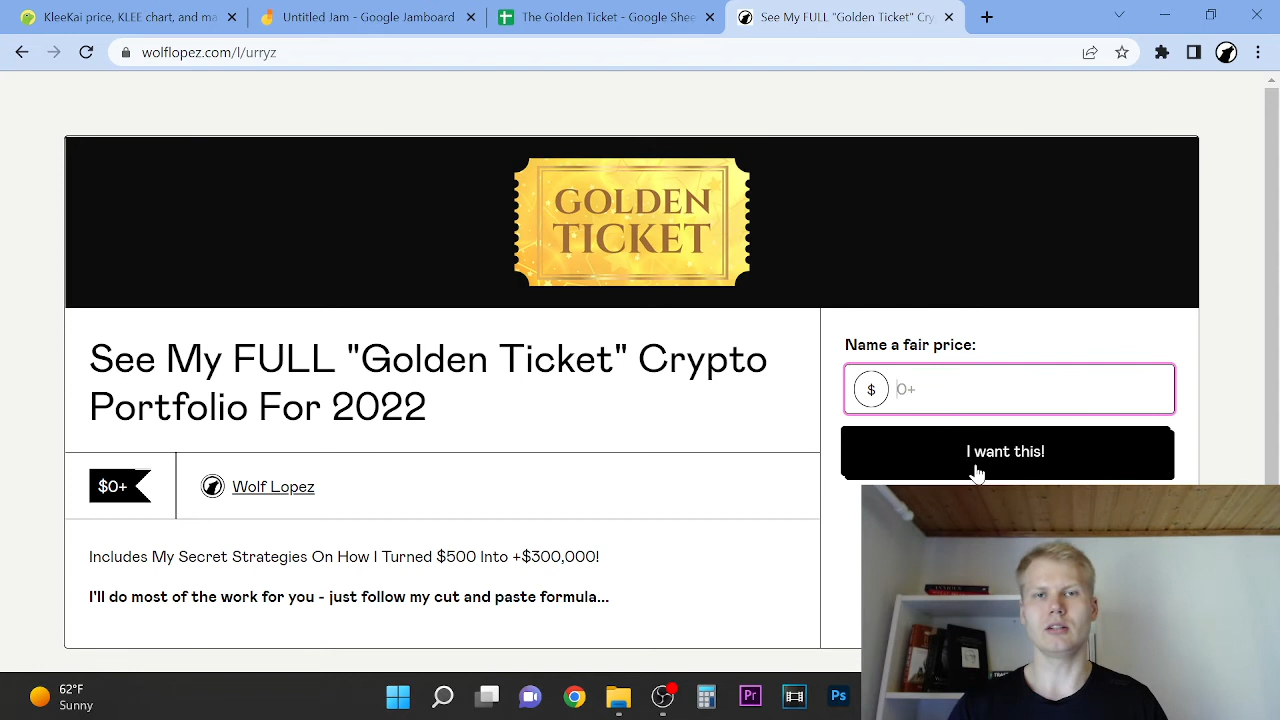 KleeKai price, KLEE chart, and ma
Untitled Jam - Google Jamboard
The Golden Ticket - Google Shee
See My FULL "Golden Ticket" Cry
wolflopez.com/l/urryz
GOLDEN
TICKET
See My FULL "Golden Ticket" Crypto
Portfolio For 2022
Name a fair price:
$ 0+
I want this!
$0+
Wolf Lopez
Includes My Secret Strategies On How I Turned $500 Into +$300,000!
I'll do most of the work for you - just follow my cut and paste formula...
62°F
Sunny
Pr
Ps